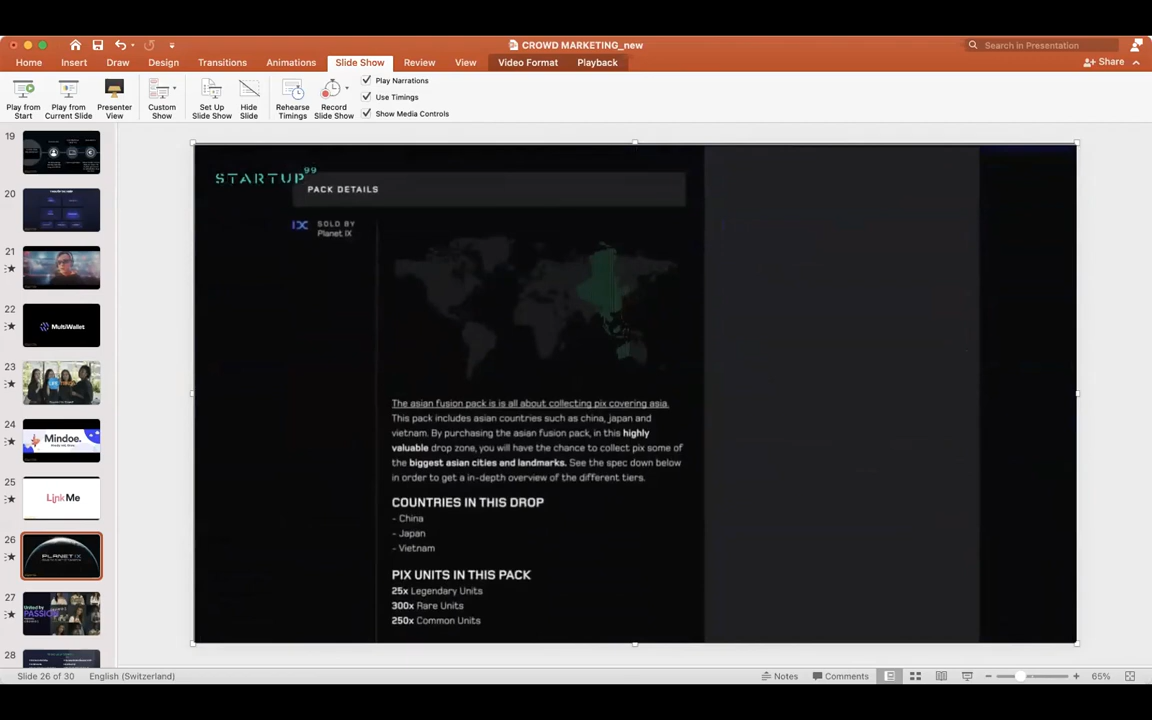 CROWD MARKETING_new
Search in Presentation
Home Insert Draw Design Transitions Animations Slide Show Review View Video Format Playback
Share
Play from Start
Play from Current Slide
Presenter View
Custom Show
Set Up Slide Show
Hide Slide
Rehearse Timings
Record Slide Show
Play Narrations
Use Timings
Show Media Controls
19
20
21
22
MultiWallet
23
24
Mindoe.
25
LinkMe
26
PLANET IX
27
United by
PASSION
28
STARTUP99
PACK DETAILS
IX
SOLD BY
Planet IX
The asian fusion pack is is all about collecting pix covering asia.
This pack includes asian countries such as china, japan and
vietnam. By purchasing the asian fusion pack, in this highly
valuable drop zone, you will have the chance to collect pix some of
the biggest asian cities and landmarks. See the spec down below
in order to get a in-depth overview of the different tiers.
COUNTRIES IN THIS DROP
- China
- Japan
- Vietnam
PIX UNITS IN THIS PACK
25x Legendary Units
300x Rare Units
250x Common Units
Slide 26 of 30
English (Switzerland)
Notes
Comments
65%